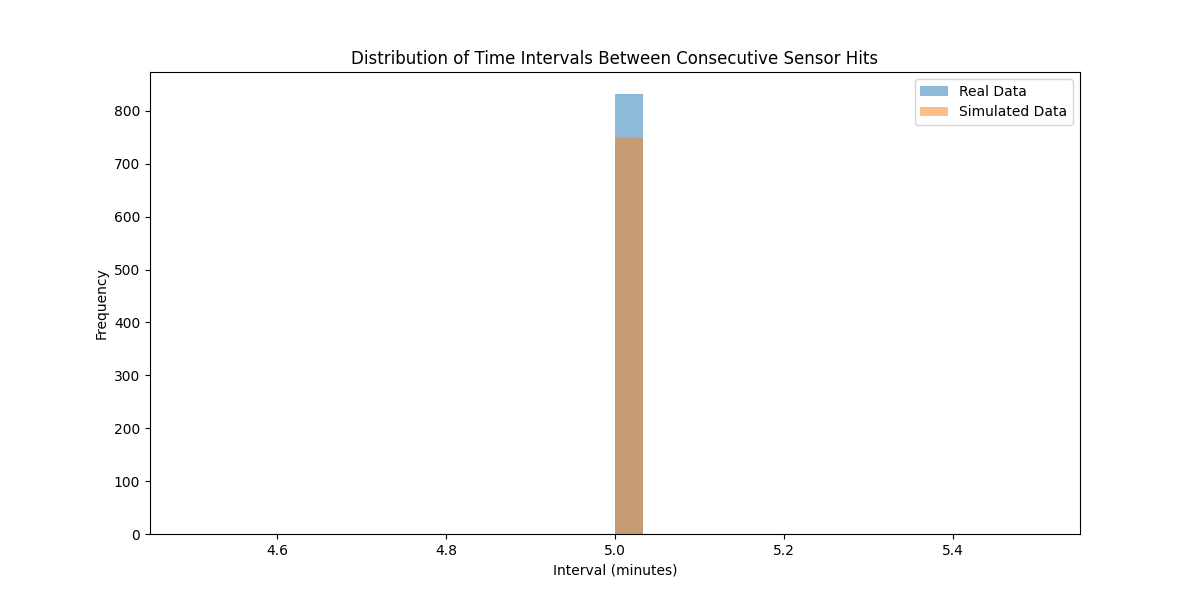 Distribution of Time Intervals Between Consecutive Sensor Hits
Real Data
Simulated Data
800
700
600
500
400
300
200
100
0
Frequency
4.6
4.8
5.0
5.2
5.4
Interval (minutes)